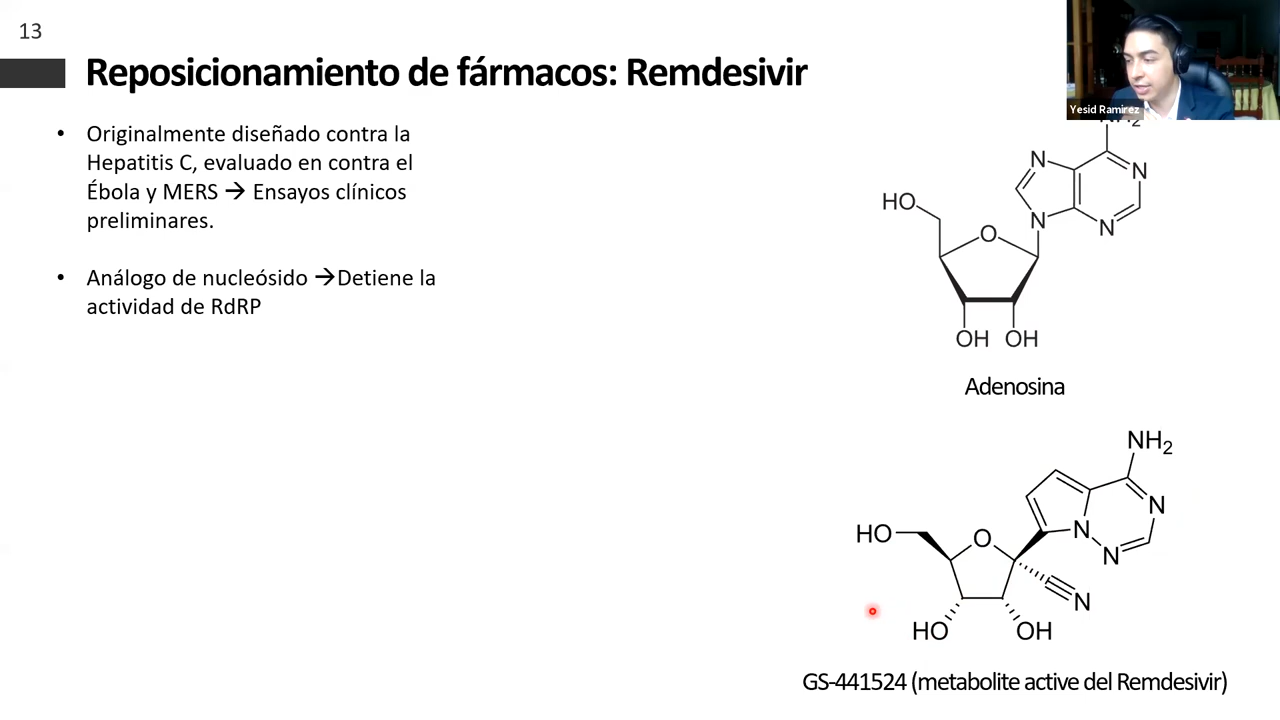 13
Reposicionamiento de fármacos: Remdesivir
Yesid Ramirez
• Originalmente diseñado contra la
Hepatitis C, evaluado en contra el
Ébola y MERS → Ensayos clínicos
preliminares.
• Análogo de nucleósido →Detiene la
actividad de RdRP
NH2
N
N
HO
N
N
O
OH OH
Adenosina
NH2
N
HO
O
N
N
N
HO
OH
GS-441524 (metabolite active del Remdesivir)